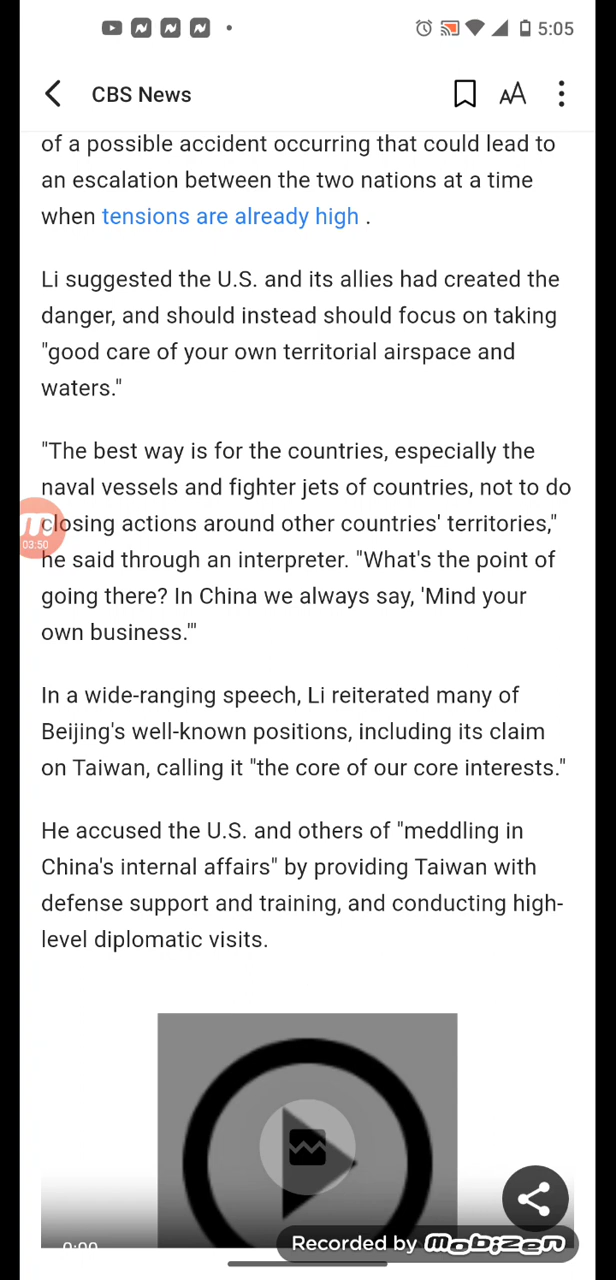 5:05
CBS News
of a possible accident occurring that could lead to
an escalation between the two nations at a time
when tensions are already high .
Li suggested the U.S. and its allies had created the
danger, and should instead should focus on taking
"good care of your own territorial airspace and
waters."
"The best way is for the countries, especially the
naval vessels and fighter jets of countries, not to do
closing actions around other countries' territories,"
03:50
he said through an interpreter. "What's the point of
going there? In China we always say, 'Mind your
own business.'"
In a wide-ranging speech, Li reiterated many of
Beijing's well-known positions, including its claim
on Taiwan, calling it "the core of our core interests."
He accused the U.S. and others of "meddling in
China's internal affairs" by providing Taiwan with
defense support and training, and conducting high-
level diplomatic visits.
0:00
Recorded by mobizen